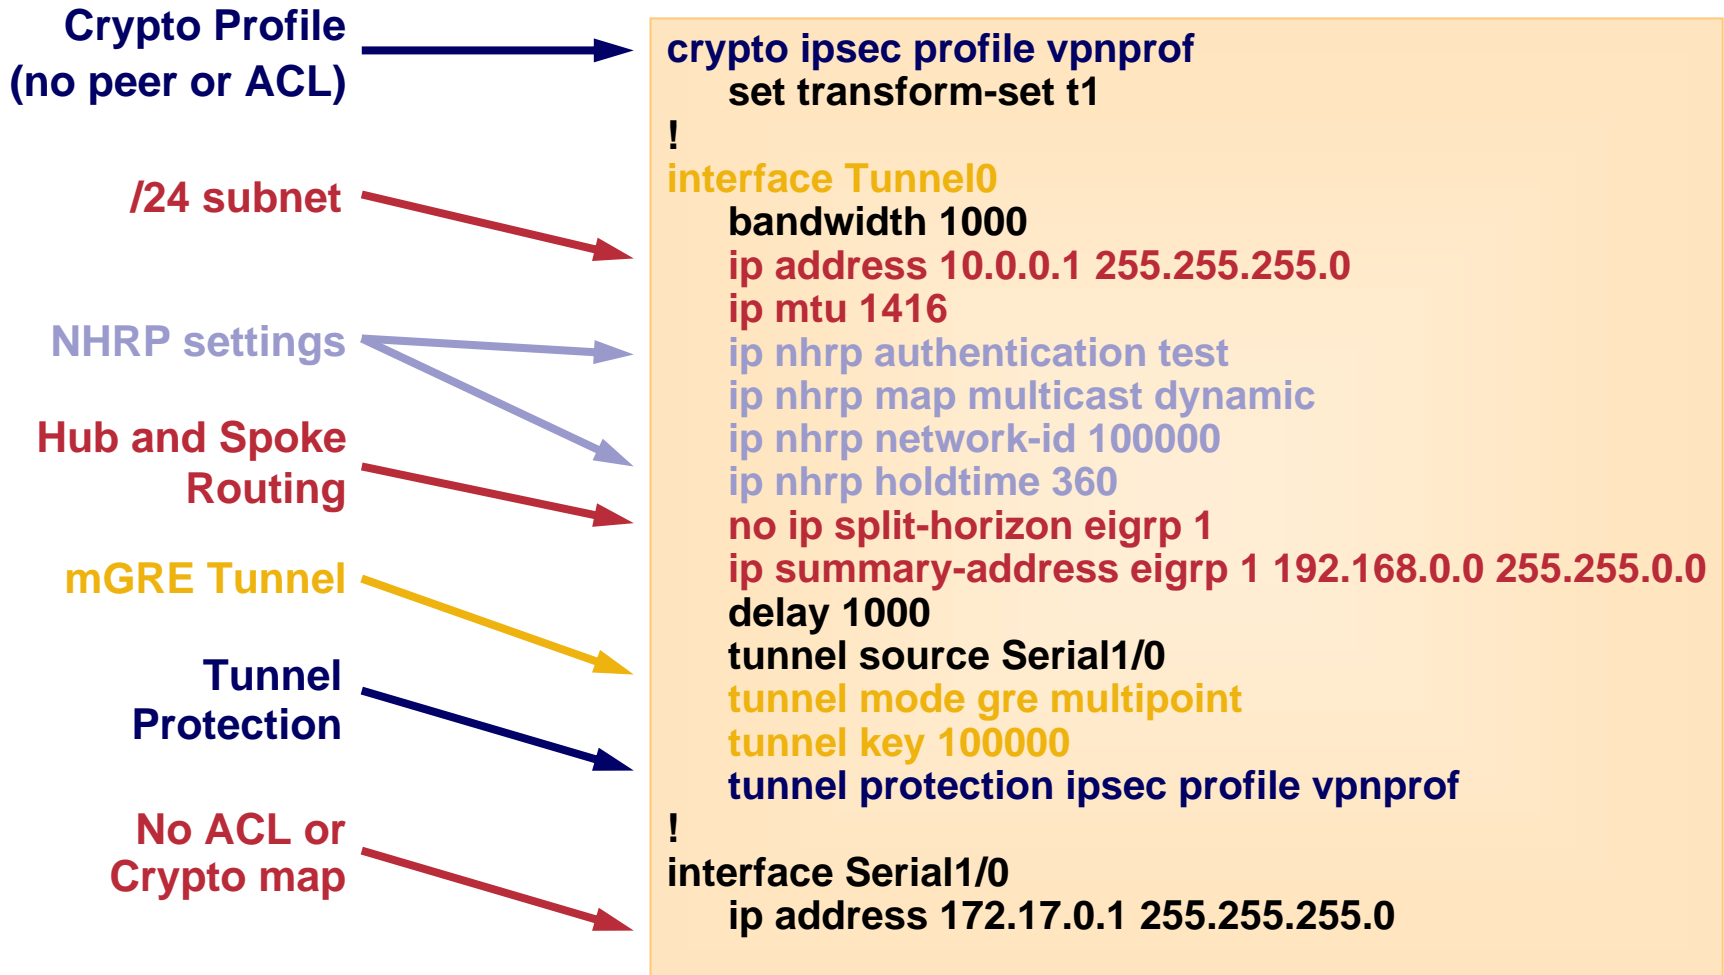 Crypto Profile
(no peer or ACL)
/24 subnet
NHRP settings
Hub and Spoke
Routing
mGRE Tunnel
Tunnel
Protection
No ACL or
Crypto map
crypto ipsec profile vpnprof
set transform-set t1
!
interface Tunnel0
bandwidth 1000
ip address 10.0.0.1 255.255.255.0
ip mtu 1416
ip nhrp authentication test
ip nhrp map multicast dynamic
ip nhrp network-id 100000
ip nhrp holdtime 360
no ip split-horizon eigrp 1
ip summary-address eigrp 1 192.168.0.0 255.255.0.0
delay 1000
tunnel source Serial1/0
tunnel mode gre multipoint
tunnel key 100000
tunnel protection ipsec profile vpnprof
!
interface Serial1/0
ip address 172.17.0.1 255.255.255.0